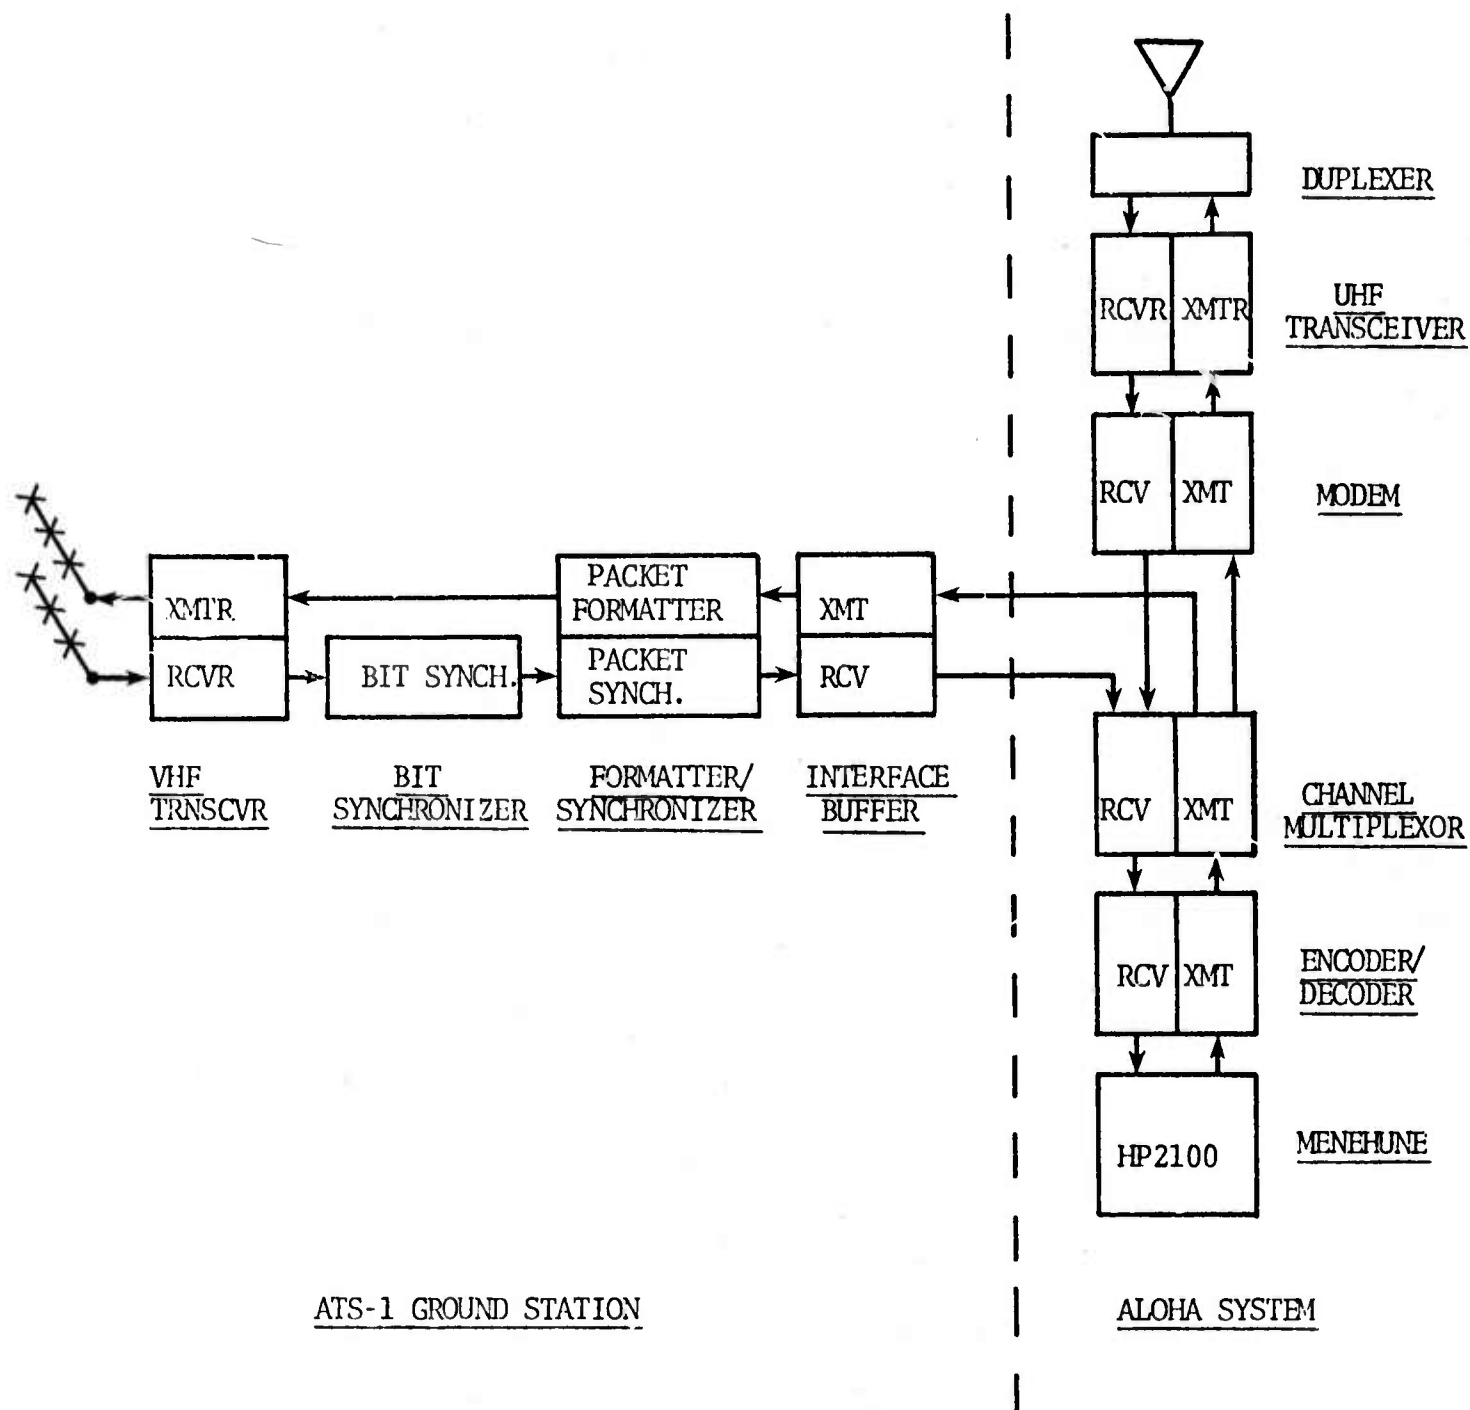 DUPLEXER
RCVR XMTR
UHF
TRANSCEIVER
RCV XMT
MODEM
XMTR
RCVR
BIT SYNCH.
PACKET
FORMATTER
PACKET
SYNCH.
XMT
RCV
VHF
TRNSCVR
BIT
SYNCHRONIZER
FORMATTER/
SYNCHRONIZER
INTERFACE
BUFFER
RCV XMT
CHANNEL
MULTIPLEXOR
RCV XMT
ENCODER/
DECODER
HP2100
MENEHUNE
ATS-1 GROUND STATION
ALOHA SYSTEM